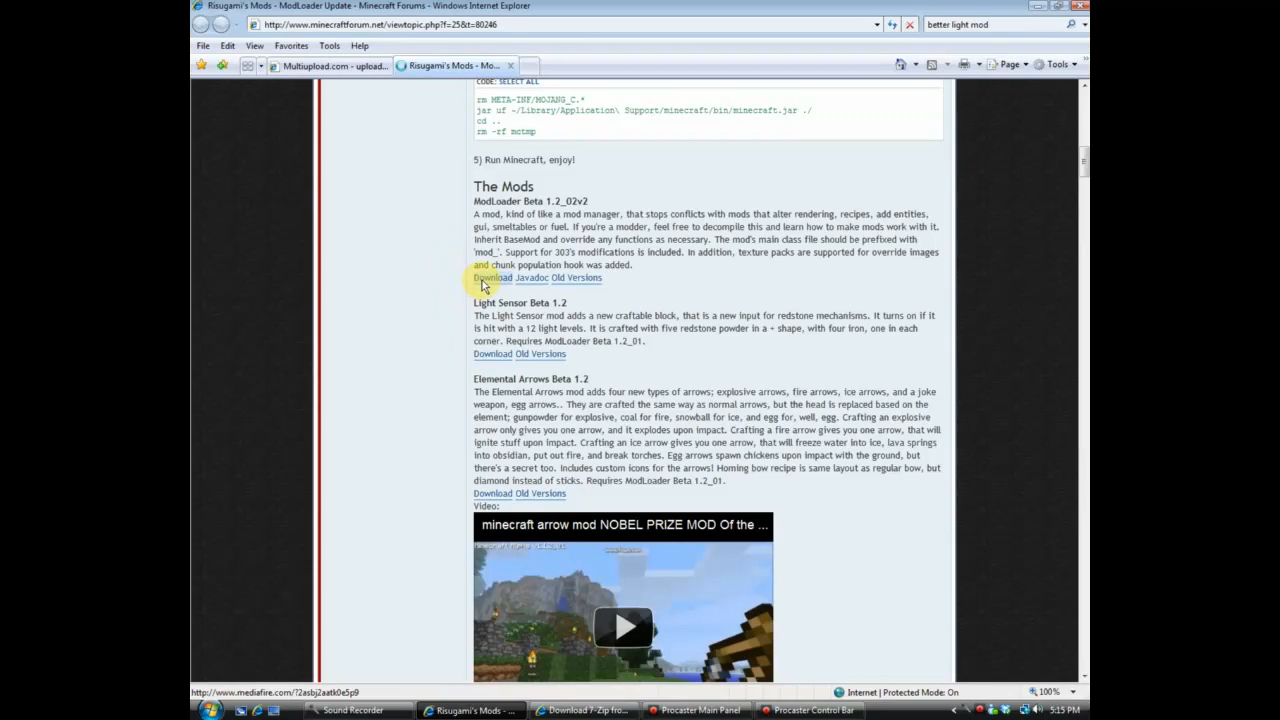 Risugami's Mods - ModLoader Update - Minecraft Forums - Windows Internet Explorer
http://www.minecraftforum.net/viewtopic.php?f=25&t=80246
better light mod
File Edit View Favorites Tools Help
Multiupload.com - upload...
Risugami's Mods - Mo...
Page Tools
CODE: SELECT ALL
rm META-INF/MOJANG_C.*
jar uf ~/Library/Application\ Support/minecraft/bin/minecraft.jar ./
cd ..
rm -rf mctmp
5) Run Minecraft, enjoy!
The Mods
ModLoader Beta 1.2_02v2
A mod, kind of like a mod manager, that stops conflicts with mods that alter rendering, recipes, add entities,
gui, smeltables or fuel. If you're a modder, feel free to decompile this and learn how to make mods work with it.
Inherit BaseMod and override any functions as necessary. The mod's main class file should be prefixed with
'mod_'. Support for 303's modifications is included. In addition, texture packs are supported for override images
and chunk population hook was added.
Download Javadoc Old Versions
Light Sensor Beta 1.2
The Light Sensor mod adds a new craftable block, that is a new input for redstone mechanisms. It turns on if it
is hit with a 12 light levels. It is crafted with five redstone powder in a + shape, with four iron, one in each
corner. Requires ModLoader Beta 1.2_01.
Download Old Versions
Elemental Arrows Beta 1.2
The Elemental Arrows mod adds four new types of arrows; explosive arrows, fire arrows, ice arrows, and a joke
weapon, egg arrows.. They are crafted the same way as normal arrows, but the head is replaced based on the
element; gunpowder for explosive, coal for fire, snowball for ice, and egg for, well, egg. Crafting an explosive
arrow only gives you one arrow, and it explodes upon impact. Crafting a fire arrow gives you one arrow, that will
ignite stuff upon impact. Crafting an ice arrow gives you one arrow, that will freeze water into ice, lava springs
into obsidian, put out fire, and break torches. Egg arrows spawn chickens upon impact with the ground, but
there's a secret too. Includes custom icons for the arrows! Homing bow recipe is same layout as regular bow, but
diamond instead of sticks. Requires ModLoader Beta 1.2_01.
Download Old Versions
Video:
minecraft arrow mod NOBEL PRIZE MOD Of the ...
http://www.mediafire.com/?2asbj2aatk0e5p9
Internet | Protected Mode: On
100%
Sound Recorder
Risugami's Mods - ...
Download 7-Zip fro...
Procaster Main Panel
Procaster Control Bar
5:15 PM